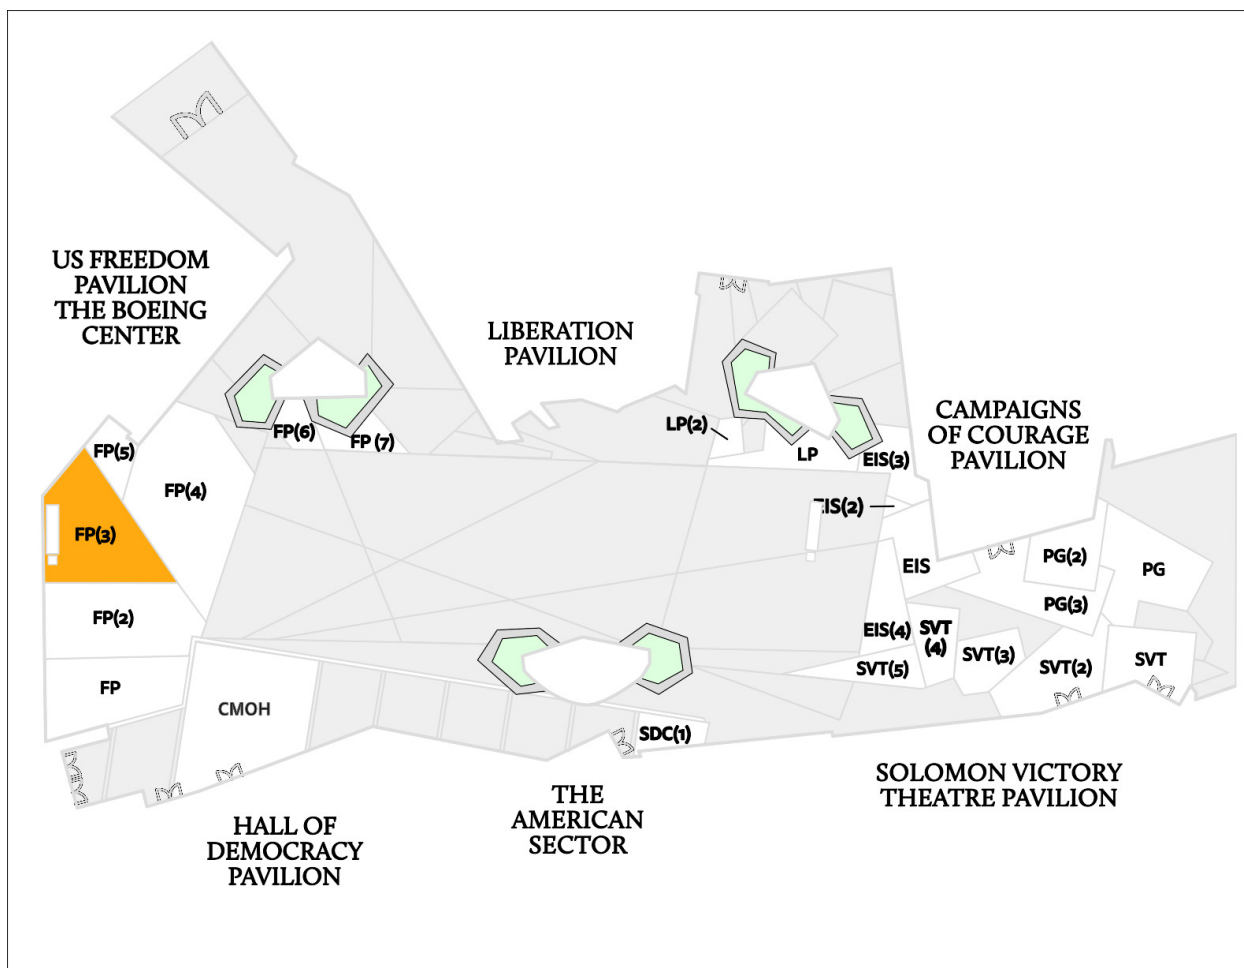 US FREEDOM
PAVILION
THE BOEING
CENTER
LIBERATION
PAVILION
CAMPAIGNS
OF COURAGE
PAVILION
LP(2)
LP
EIS(3)
FP(6)
FP (7)
FP(5)
FP(4)
EIS(2)
FP(3)
EIS
PG(2)
PG
PG(3)
FP(2)
EIS(4)
SVT
(4)
SVT(3)
SVT(5)
SVT(2)
SVT
FP
CMOH
SDC(1)
SOLOMON VICTORY
THEATRE PAVILION
THE
AMERICAN
SECTOR
HALL OF
DEMOCRACY
PAVILION